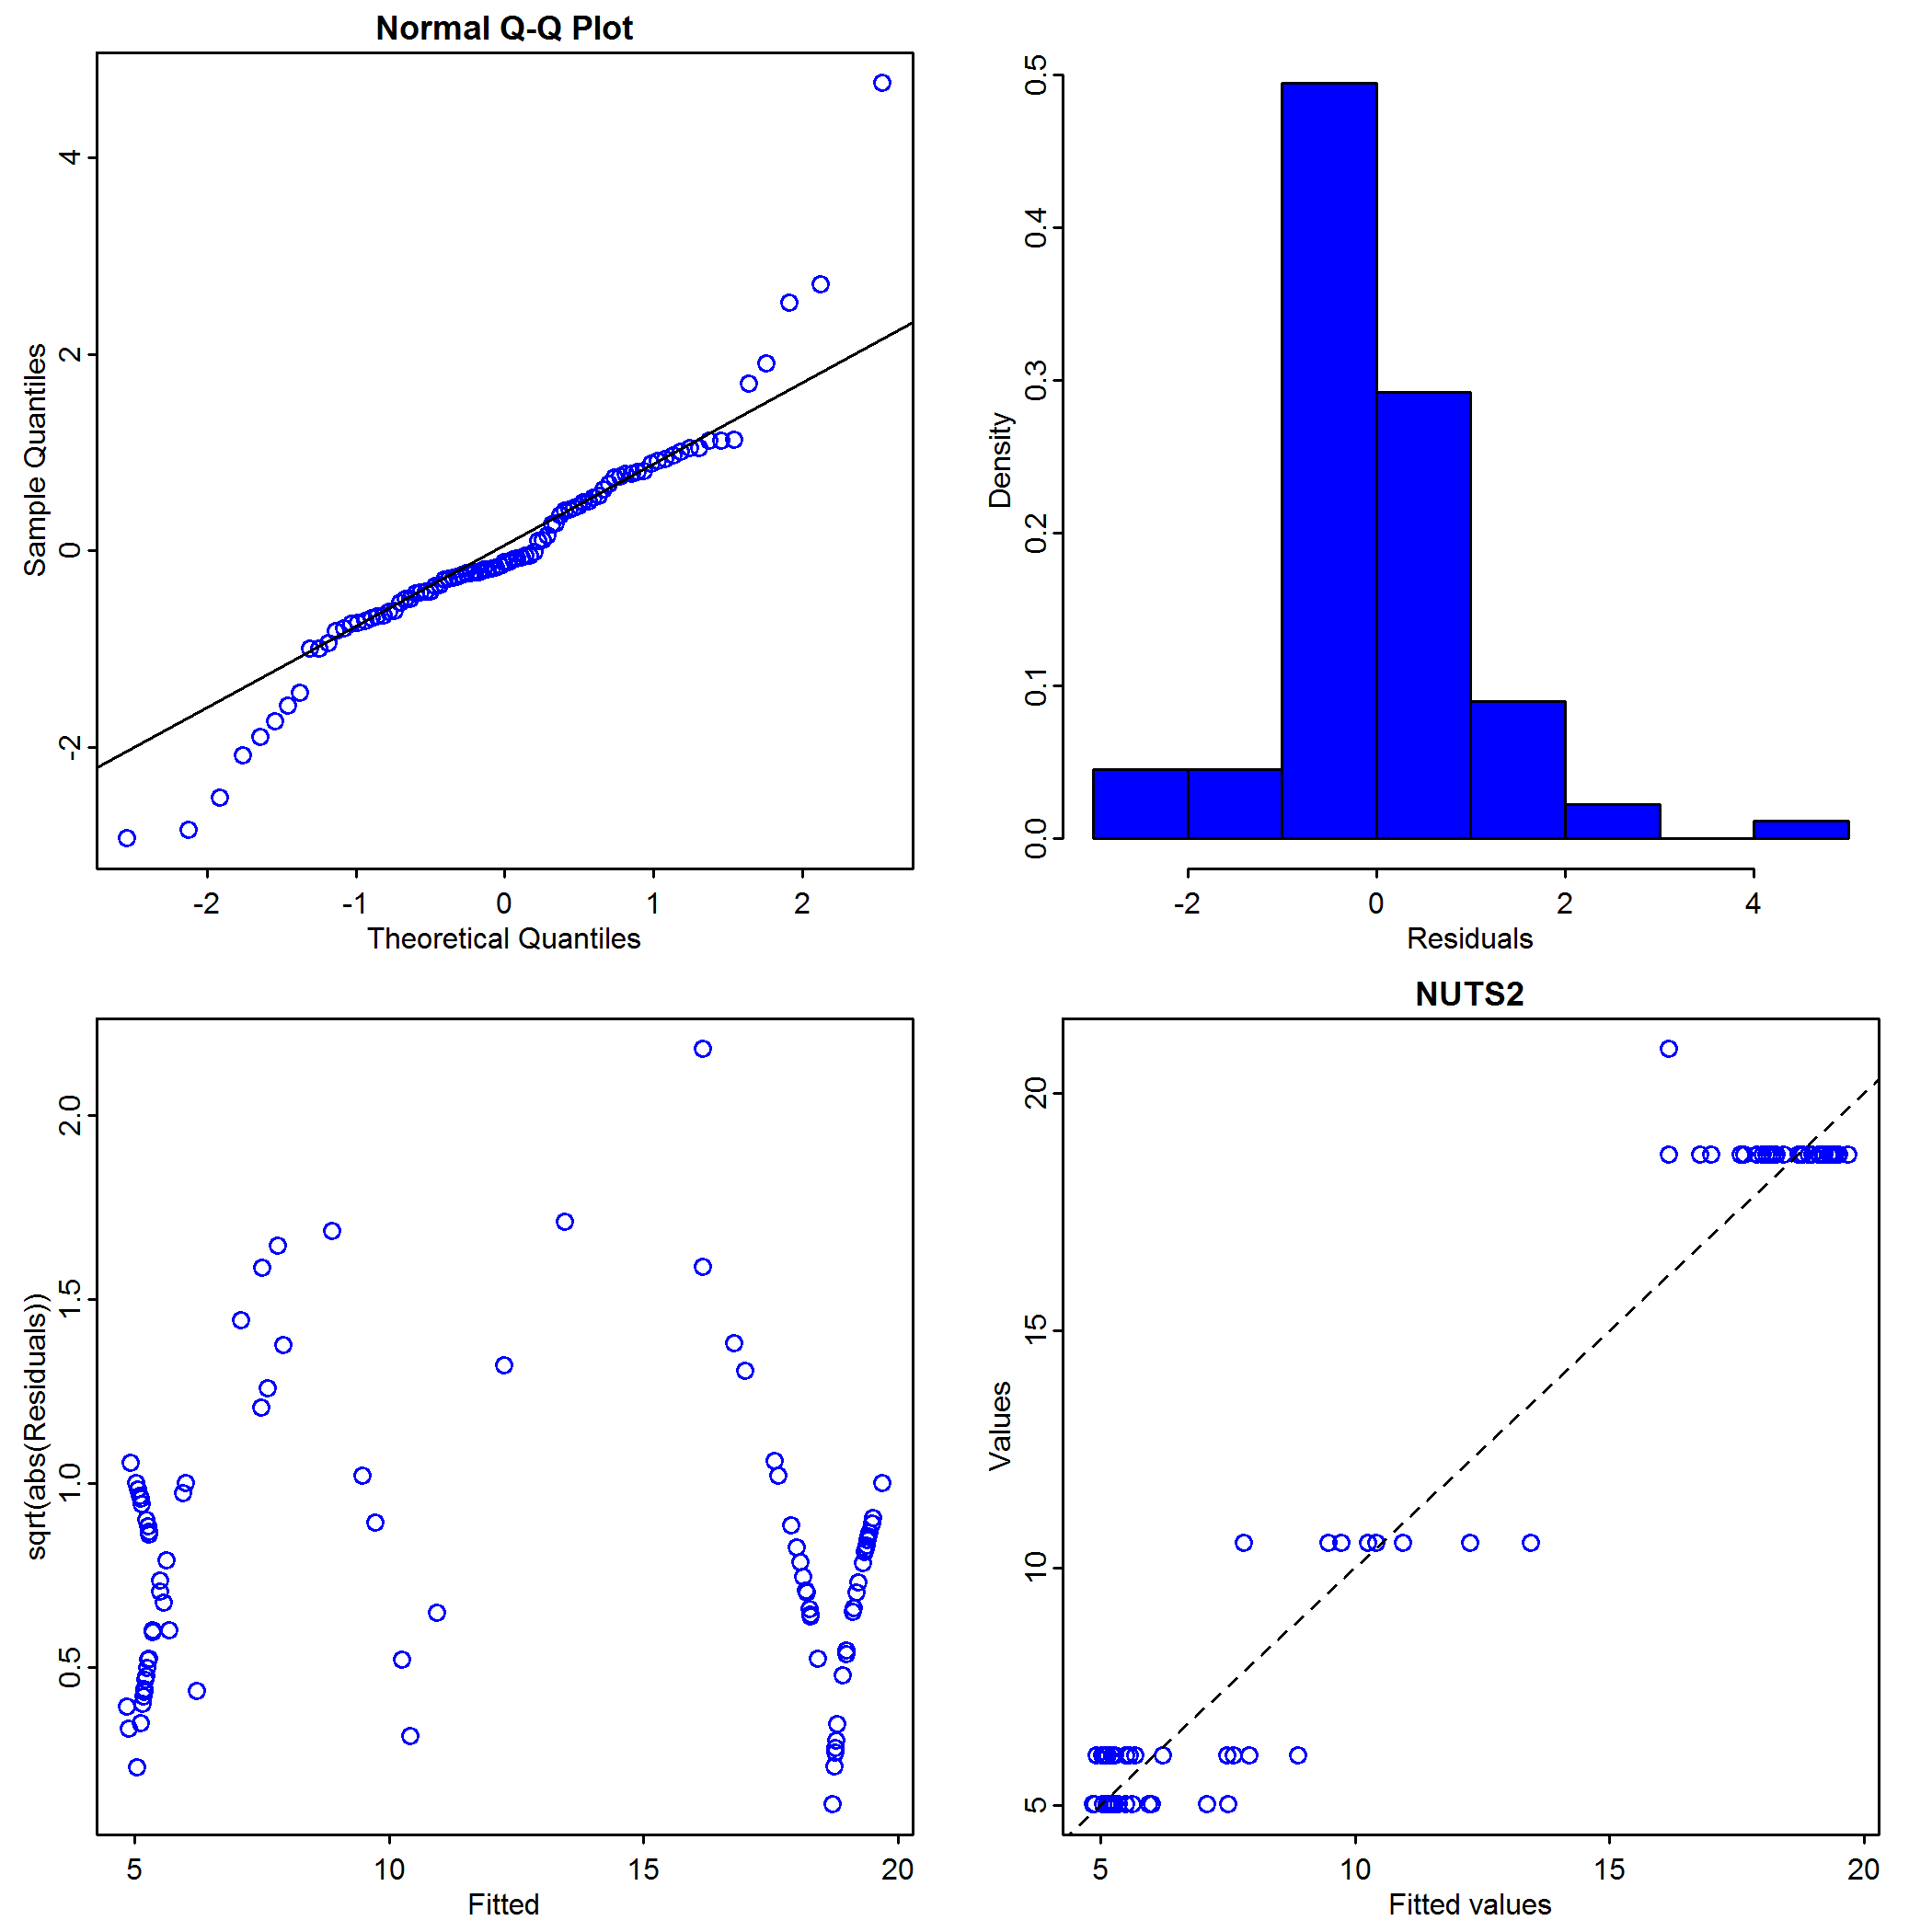 Normal Q-Q Plot
Sample Quantiles
-2 0 2 4
-2 -1 0 1 2
Theoretical Quantiles
Density
0.0 0.1 0.2 0.3 0.4 0.5
-2 0 2 4
Residuals
sqrt(abs(Residuals))
0.5 1.0 1.5 2.0
5 10 15 20
Fitted
NUTS2
Values
5 10 15 20
5 10 15 20
Fitted values